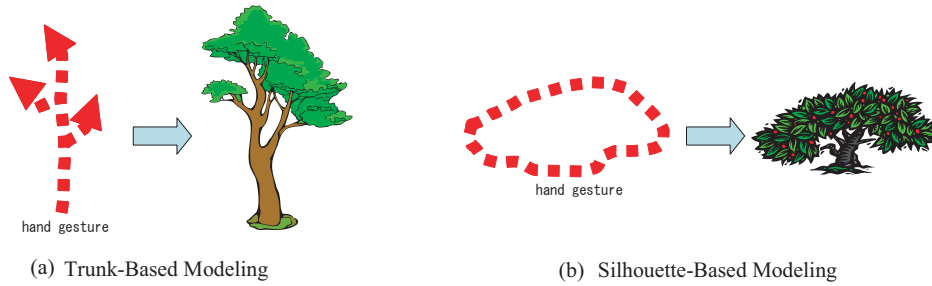 hand gesture
hand gesture
(a) Trunk-Based Modeling
(b) Silhouette-Based Modeling